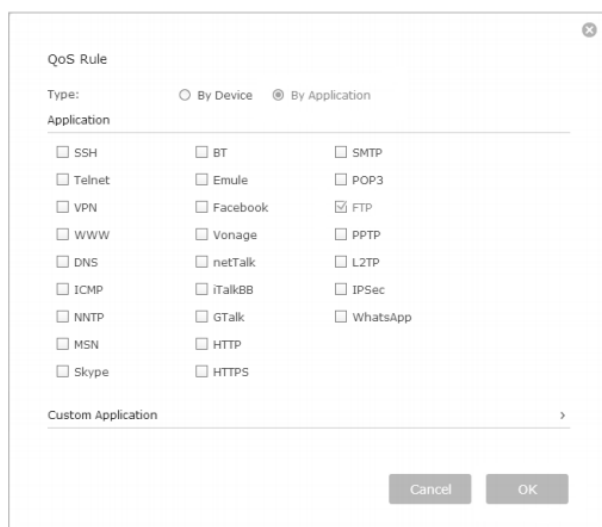 QoS Rule
Type: By Device By Application
Application
SSH BT SMTP
Telnet Emule POP3
VPN Facebook FTP
WWW Vonage PPTP
DNS netTalk L2TP
ICMP iTalkBB IPSec
NNTP GTalk WhatsApp
MSN HTTP
Skype HTTPS
Custom Application
Cancel OK